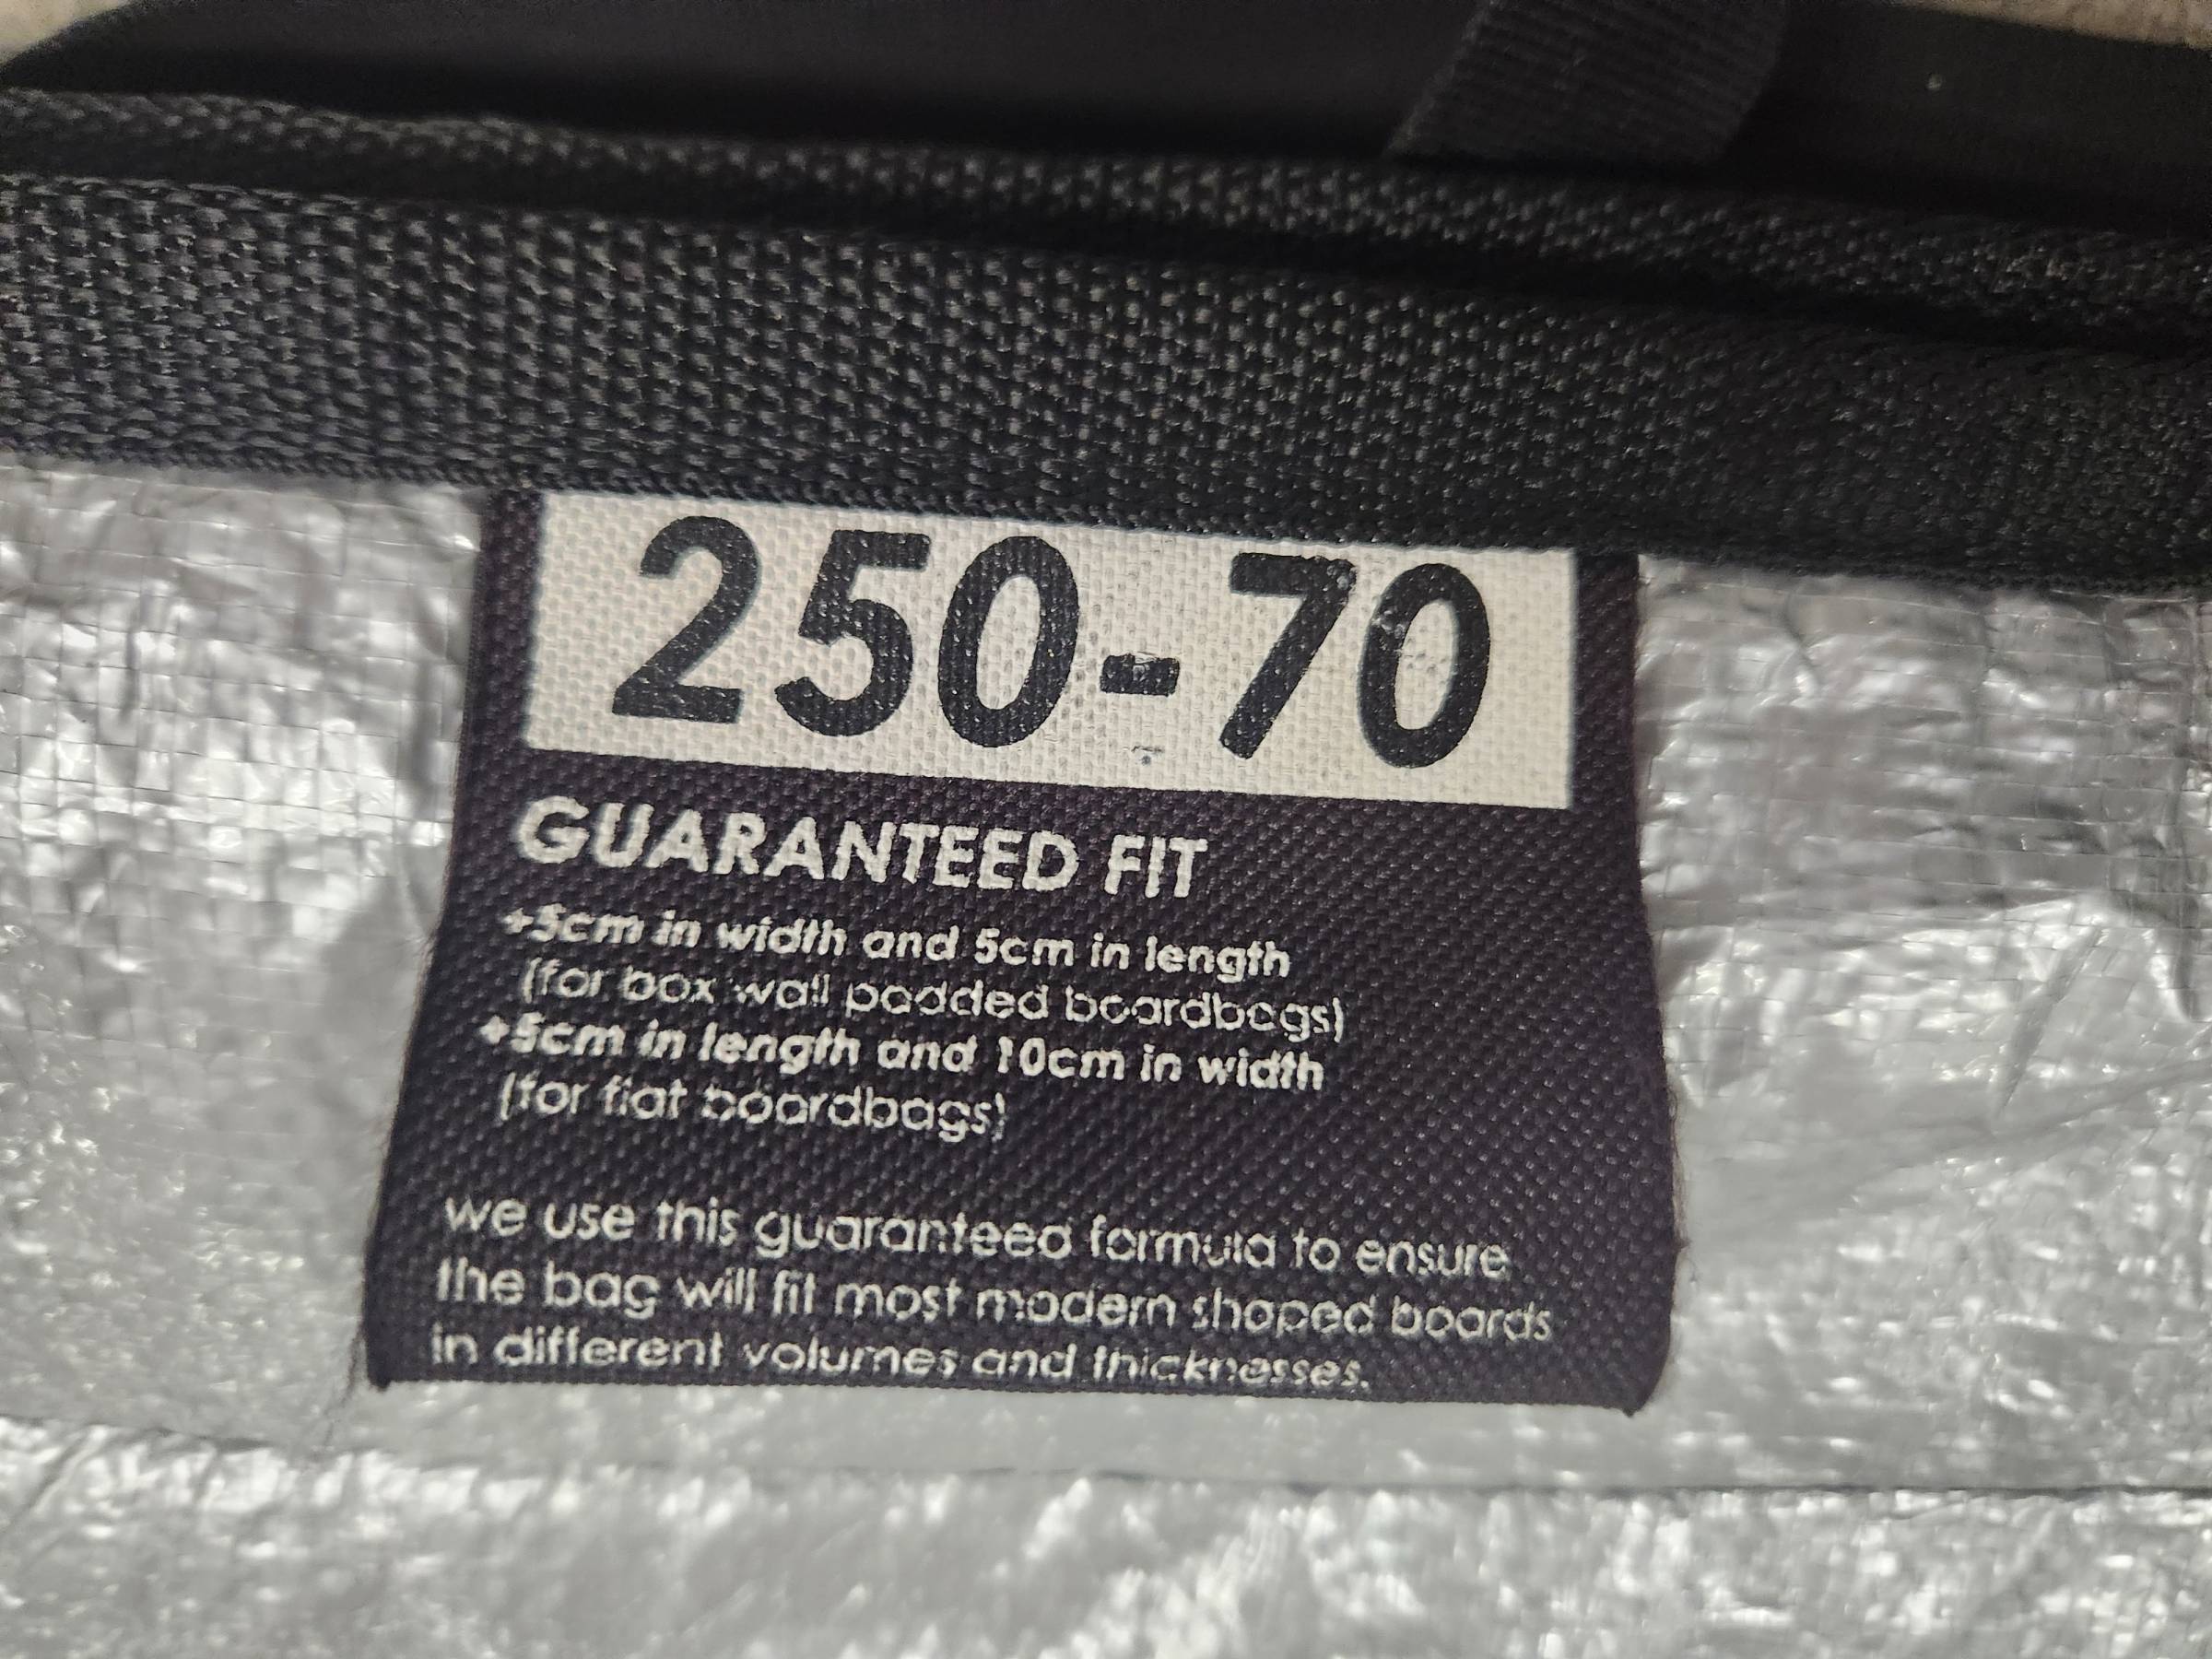 250-70
GUARANTEED FIT
+5cm in width and 5cm in length
(for box wall padded boardbags)
+5cm in length and 10cm in width
(for flat boardbags)
we use this guaranteed formula to ensure
the bag will fit most modern shaped boards
in different volumes and thicknesses.